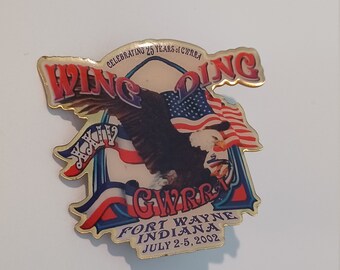 CELEBRATING 25 YEARS of GWRRA
WING DING
XXIV
GWRRA
FORT WAYNE,
INDIANA
JULY 2-5, 2002